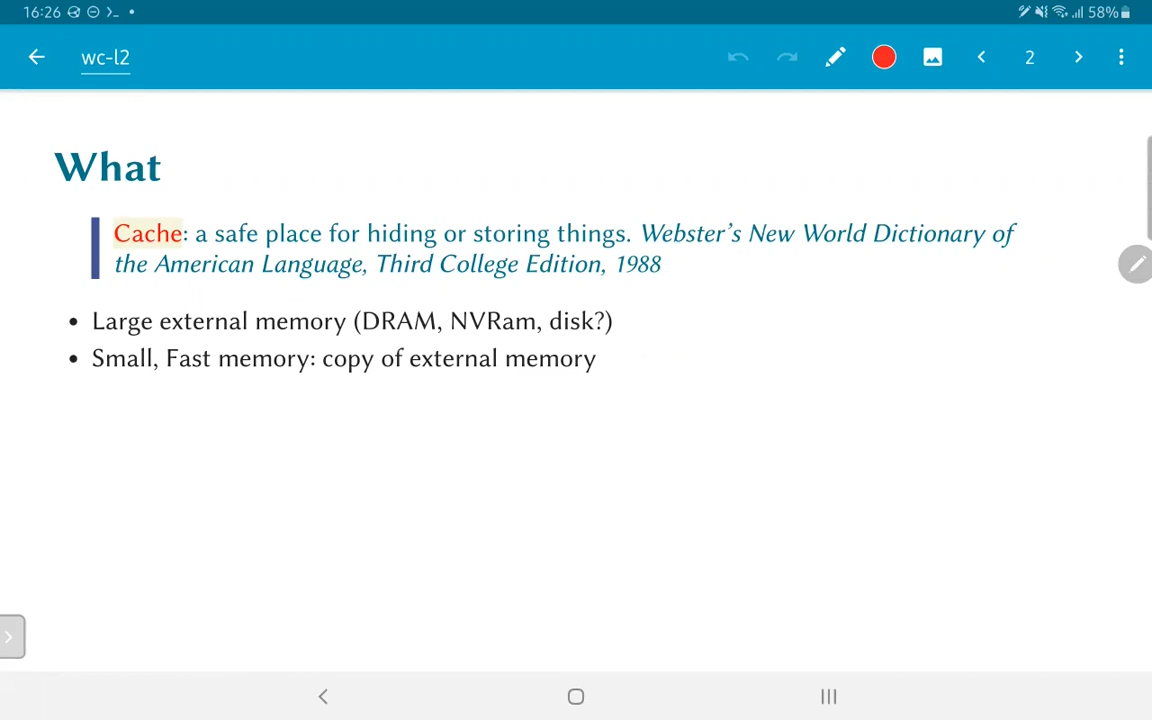 16:26 58%
wc-l2 2
What
Cache: a safe place for hiding or storing things. Webster's New World Dictionary of
the American Language, Third College Edition, 1988
• Large external memory (DRAM, NVRam, disk?)
• Small, Fast memory: copy of external memory